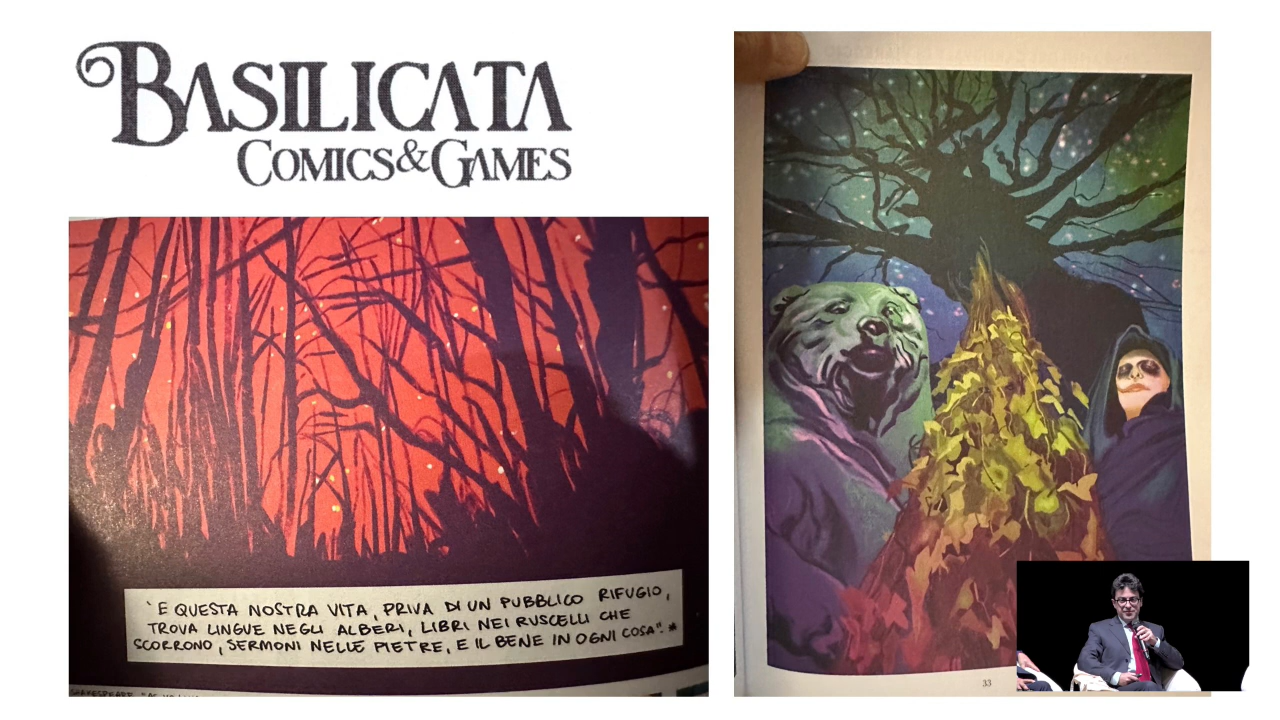 BASILICATA
COMICS&GAMES
'E QUESTA NOSTRA VITA, PRIVA DI UN PUBBLICO RIFUGIO,
TROVA LINGUE NEGLI ALBERI, LIBRI NEI RUSCELLI CHE
SCORRONO, SERMONI NELLE PIETRE, E IL BENE IN OGNI COSA".*
33